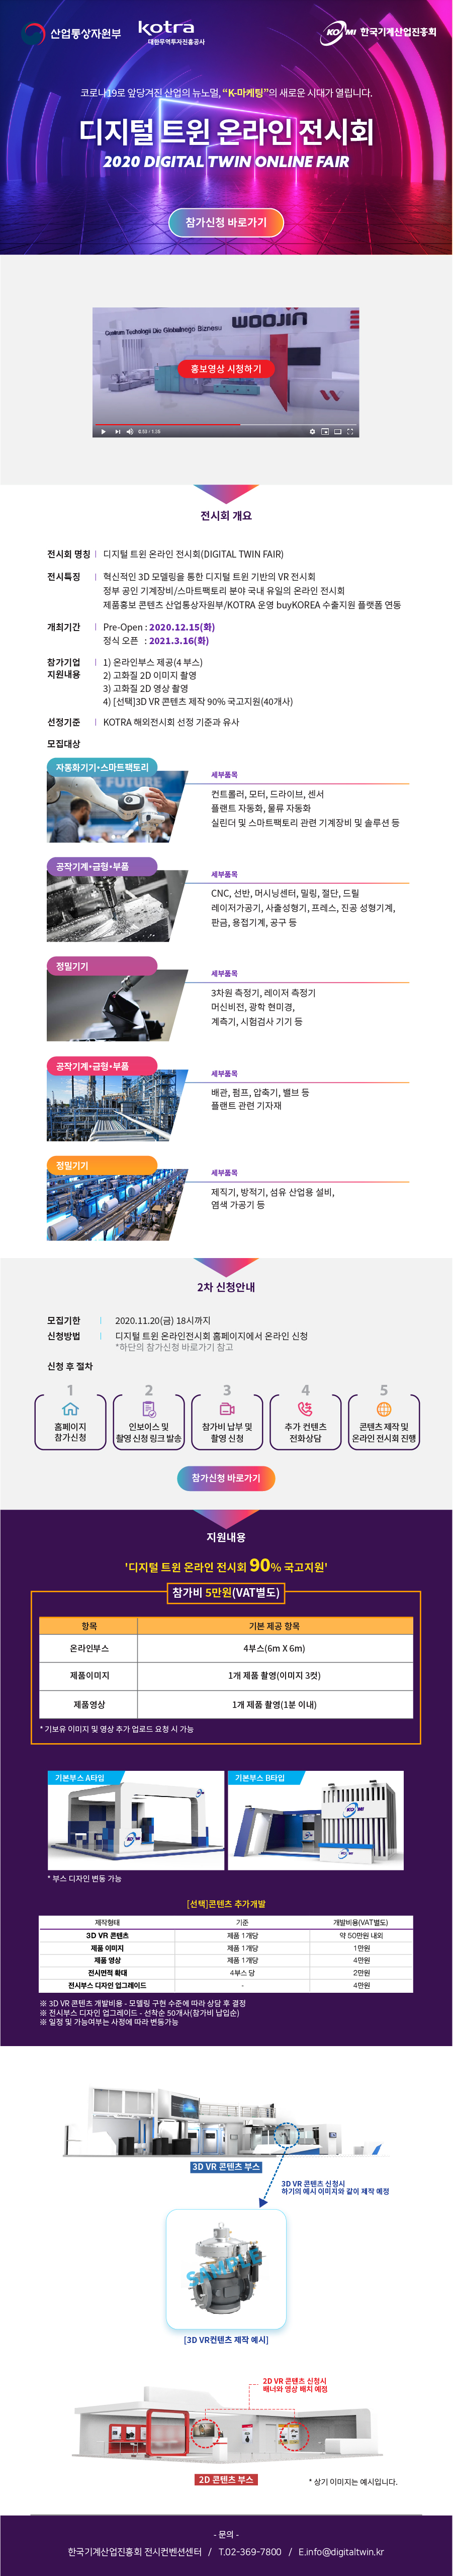 산업통상자원부
kotra
대한무역투자진흥공사
KOMI 한국기계산업진흥회
코로나19로 앞당겨진 산업의 뉴노멀, “K-마케팅”의 새로운 시대가 열립니다.
디지털 트윈 온라인 전시회
2020 DIGITAL TWIN ONLINE FAIR
참가신청 바로가기
Custream Technologii Dla Globalnego Biznesu
WOOJIN
홍보영상 시청하기
전시회 개요
전시회 명칭 | 디지털 트윈 온라인 전시회(DIGITAL TWIN FAIR)
전시특징 | 혁신적인 3D 모델링을 통한 디지털 트윈 기반의 VR 전시회
정부 공인 기계장비/스마트팩토리 분야 국내 유일의 온라인 전시회
제품홍보 콘텐츠 산업통상자원부/KOTRA 운영 buyKOREA 수출지원 플랫폼 연동
개최기간 | Pre-Open : 2020.12.15(화)
정식 오픈 : 2021.3.16(화)
참가기업 | 1) 온라인부스 제공(4 부스)
지원내용 2) 고화질 2D 이미지 촬영
3) 고화질 2D 영상 촬영
4) [선택]3D VR 콘텐츠 제작 90% 국고지원(40개사)
선정기준 | KOTRA 해외전시회 선정 기준과 유사
모집대상
자동화기기•스마트팩토리
세부품목
컨트롤러, 모터, 드라이브, 센서
플랜트 자동화, 물류 자동화
실린더 및 스마트팩토리 관련 기계장비 및 솔루션 등
공작기계•금형•부품
세부품목
CNC, 선반, 머시닝센터, 밀링, 절단, 드릴
레이저가공기, 사출성형기, 프레스, 진공 성형기계,
판금, 용접기계, 공구 등
정밀기기
세부품목
3차원 측정기, 레이저 측정기
머신비전, 광학 현미경,
계측기, 시험검사 기기 등
공작기계•금형•부품
세부품목
배관, 펌프, 압축기, 밸브 등
플랜트 관련 기자재
정밀기기
세부품목
제직기, 방적기, 섬유 산업용 설비,
염색 가공기 등
2차 신청안내
모집기한 | 2020.11.20(금) 18시까지
신청방법 | 디지털 트윈 온라인전시회 홈페이지에서 온라인 신청
*하단의 참가신청 바로가기 참고
신청 후 절차
1 2 3 4 5
홈페이지
참가신청
인보이스 및
촬영 신청 링크 발송
참가비 납부 및
촬영 신청
추가 컨텐츠
전화상담
콘텐츠 제작 및
온라인 전시회 진행
참가신청 바로가기
지원내용
'디지털 트윈 온라인 전시회 90% 국고지원'
참가비 5만원(VAT별도)
항목 기본 제공 항목
온라인부스 4부스(6m X 6m)
제품이미지 1개 제품 촬영(이미지 3컷)
제품영상 1개 제품 촬영(1분 이내)
* 기보유 이미지 및 영상 추가 업로드 요청 시 가능
기본부스 A타입 기본부스 B타입
* 부스 디자인 변동 가능
[선택]콘텐츠 추가개발
제작형태 기준 개발비용(VAT별도)
3D VR 콘텐츠 제품 1개당 약 50만원 내외
제품 이미지 제품 1개당 1만원
제품 영상 제품 1개당 4만원
전시면적 확대 4부스 당 2만원
전시부스 디자인 업그레이드 - 4만원
※ 3D VR 콘텐츠 개발비용 - 모델링 구현 수준에 따라 상담 후 결정
※ 전시부스 디자인 업그레이드 - 선착순 50개사(참가비 납입순)
※ 일정 및 가능여부는 사정에 따라 변동가능
3D VR 콘텐츠 부스
3D VR 콘텐츠 신청시
하기의 예시 이미지와 같이 제작 예정
SAMPLE
[3D VR컨텐츠 제작 예시]
2D VR 콘텐츠 신청시
배너와 영상 배치 예정
2D 콘텐츠 부스
* 상기 이미지는 예시입니다.
- 문의 -
한국기계산업진흥회 전시컨벤션센터 / T.02-369-7800 / E.info@digitaltwin.kr